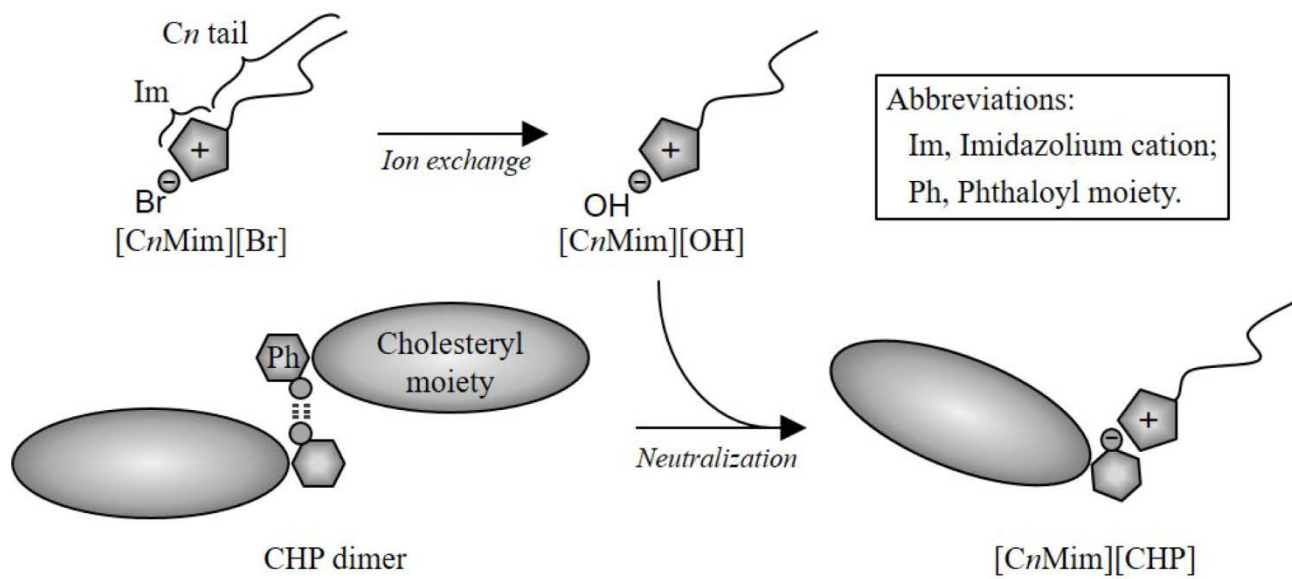 Cn tail
Im
+
−
Br
[CnMim][Br]
Ion exchange
+
−
OH
[CnMim][OH]
Abbreviations:
Im, Imidazolium cation;
Ph, Phthaloyl moiety.
Ph
Cholesteryl
moiety
CHP dimer
Neutralization
+
−
[CnMim][CHP]